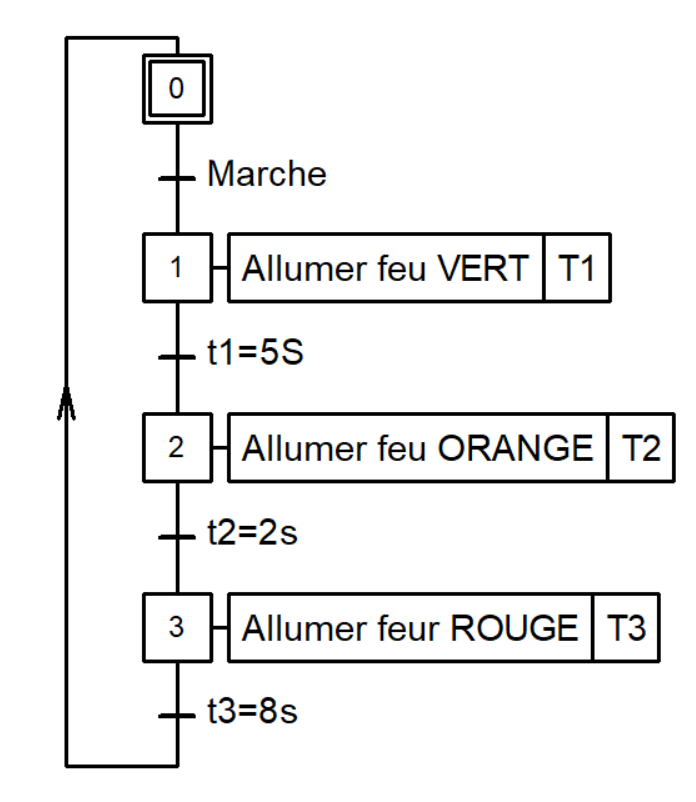 0
Marche
1 Allumer feu VERT T1
t1=5S
2 Allumer feu ORANGE T2
t2=2s
3 Allumer feur ROUGE T3
t3=8s